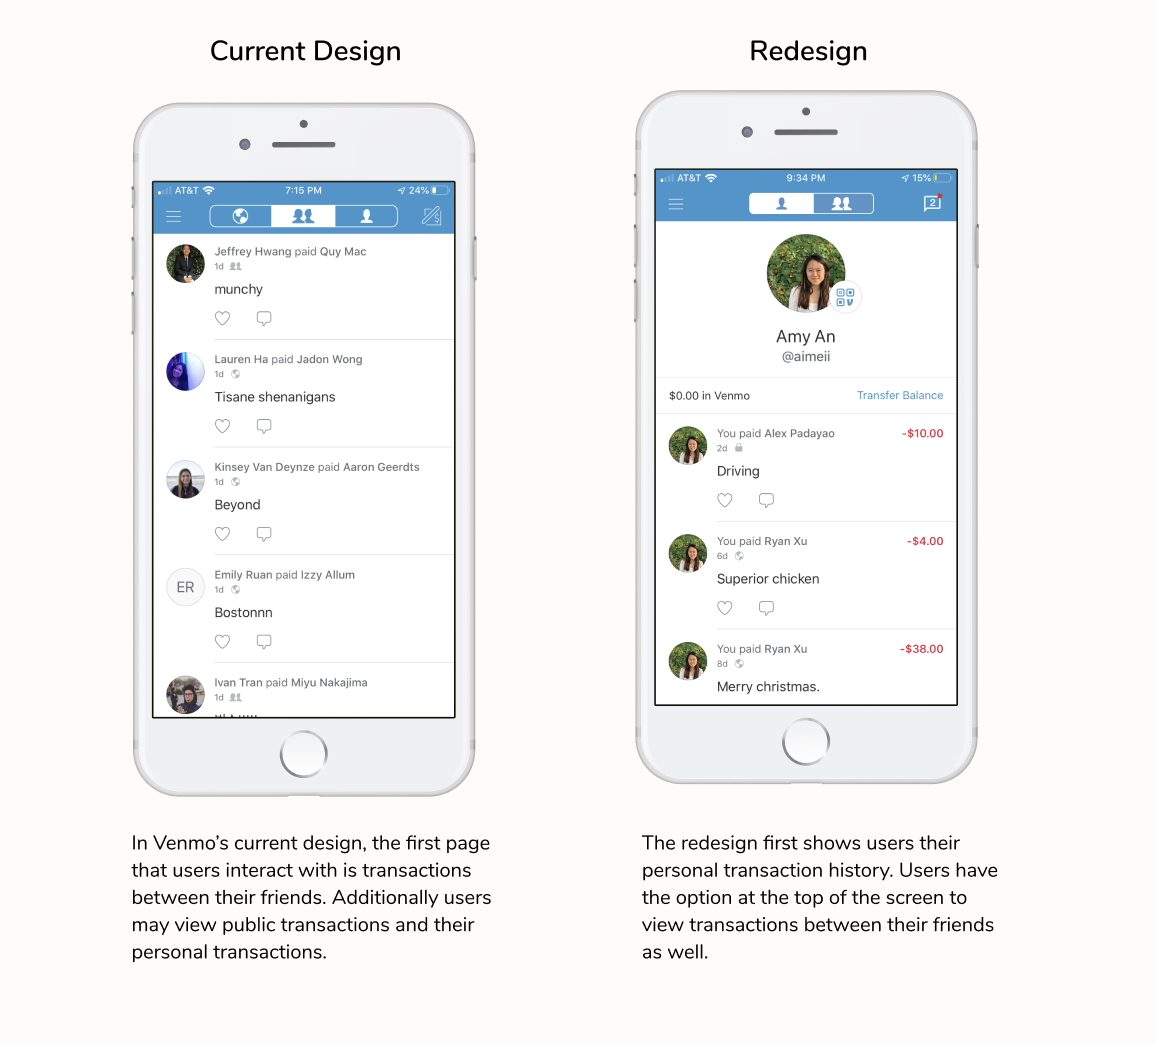 Current Design
Redesign
AT&T 7:15 PM 24%
Jeffrey Hwang paid Quy Mac
1d
munchy
Lauren Ha paid Jadon Wong
1d
Tisane shenanigans
Kinsey Van Deynze paid Aaron Geerdts
1d
Beyond
ER
Emily Ruan paid Izzy Allum
1d
Bostonnn
Ivan Tran paid Miyu Nakajima
1d
AT&T 9:34 PM 15%
2
Amy An
@aimeii
$0.00 in Venmo Transfer Balance
You paid Alex Padayao -$10.00
2d
Driving
You paid Ryan Xu -$4.00
6d
Superior chicken
You paid Ryan Xu -$38.00
8d
Merry christmas.
In Venmo’s current design, the first page
that users interact with is transactions
between their friends. Additionally users
may view public transactions and their
personal transactions.
The redesign first shows users their
personal transaction history. Users have
the option at the top of the screen to
view transactions between their friends
as well.